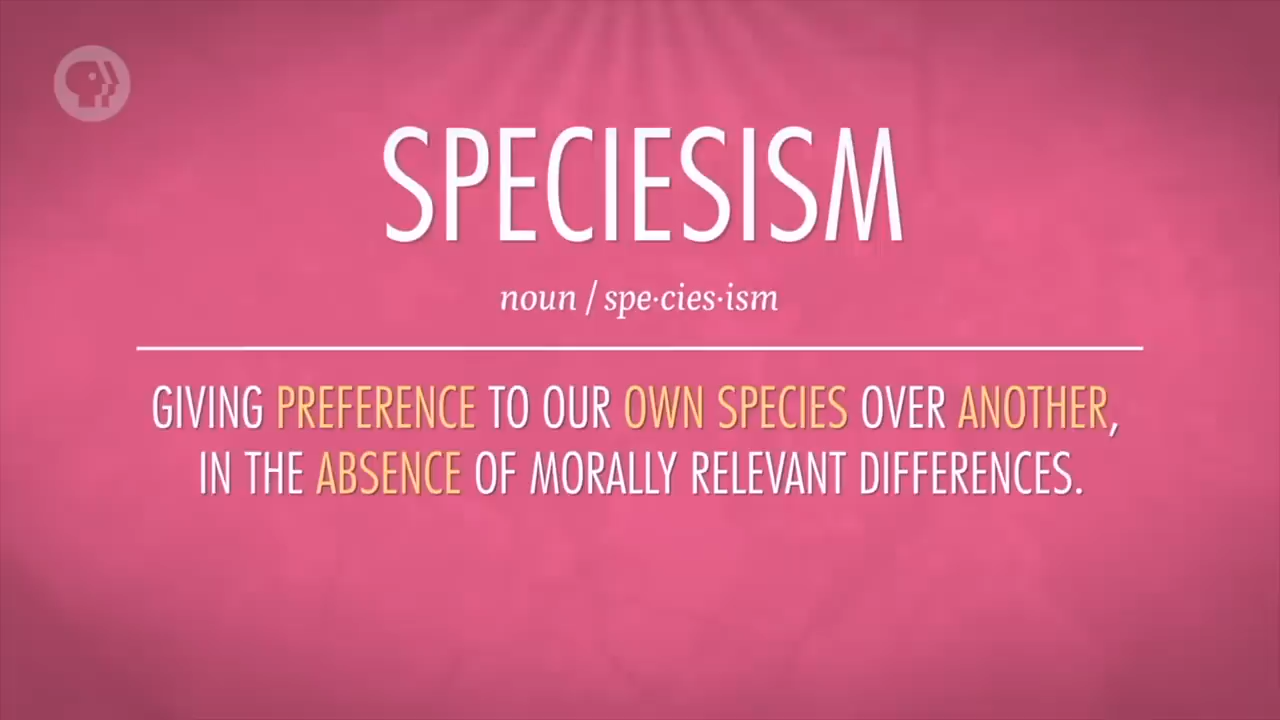 SPECIESISM
noun / spe·cies·ism
GIVING PREFERENCE TO OUR OWN SPECIES OVER ANOTHER,
IN THE ABSENCE OF MORALLY RELEVANT DIFFERENCES.